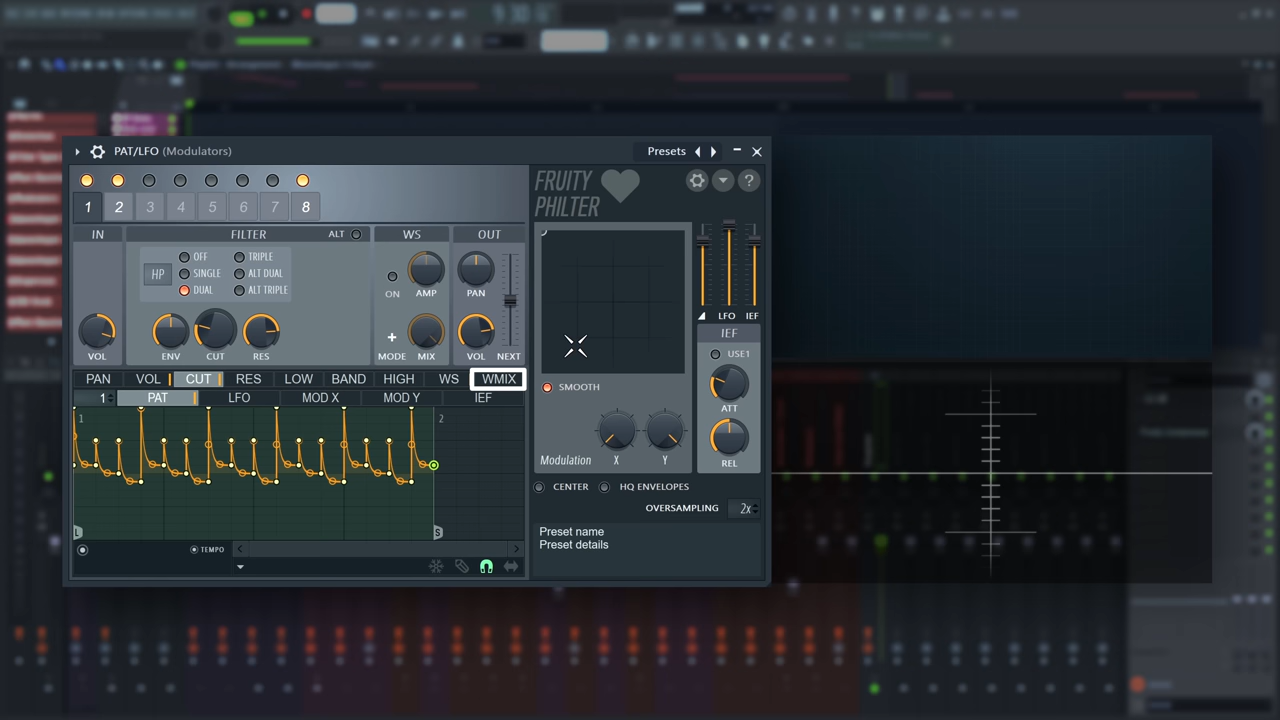 PAT/LFO (Modulators)
Presets
1 2 3 4 5 6 7 8
FRUITY
PHILTER
IN FILTER ALT WS OUT
HP
OFF TRIPLE
SINGLE ALT DUAL
DUAL ALT TRIPLE
ON
AMP PAN
VOL ENV CUT RES MODE MIX VOL NEXT
PAN VOL CUT RES LOW BAND HIGH WS WMIX
1 PAT LFO MOD X MOD Y IEF
1 2
L S
TEMPO
LFO IEF
IEF
USE1
ATT
REL
SMOOTH
Modulation X Y
CENTER HQ ENVELOPES
OVERSAMPLING 2x
Preset name
Preset details